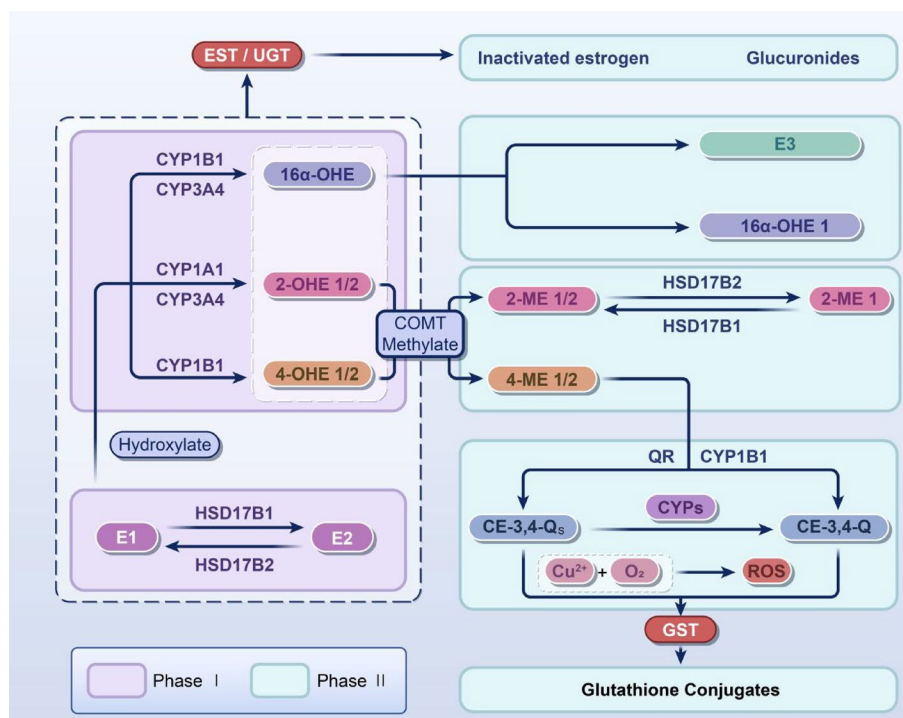 EST / UGT
Inactivated estrogen
Glucuronides
CYP1B1
CYP3A4
16α-OHE
E3
16α-OHE 1
CYP1A1
CYP3A4
2-OHE 1/2
COMT
Methylate
2-ME 1/2
HSD17B2
HSD17B1
2-ME 1
CYP1B1
4-OHE 1/2
4-ME 1/2
Hydroxylate
QR
CYP1B1
E1
HSD17B1
HSD17B2
E2
CE-3,4-Qs
CYPs
CE-3,4-Q
Cu²⁺ + O₂
ROS
GST
Glutathione Conjugates
Phase Ⅰ
Phase Ⅱ